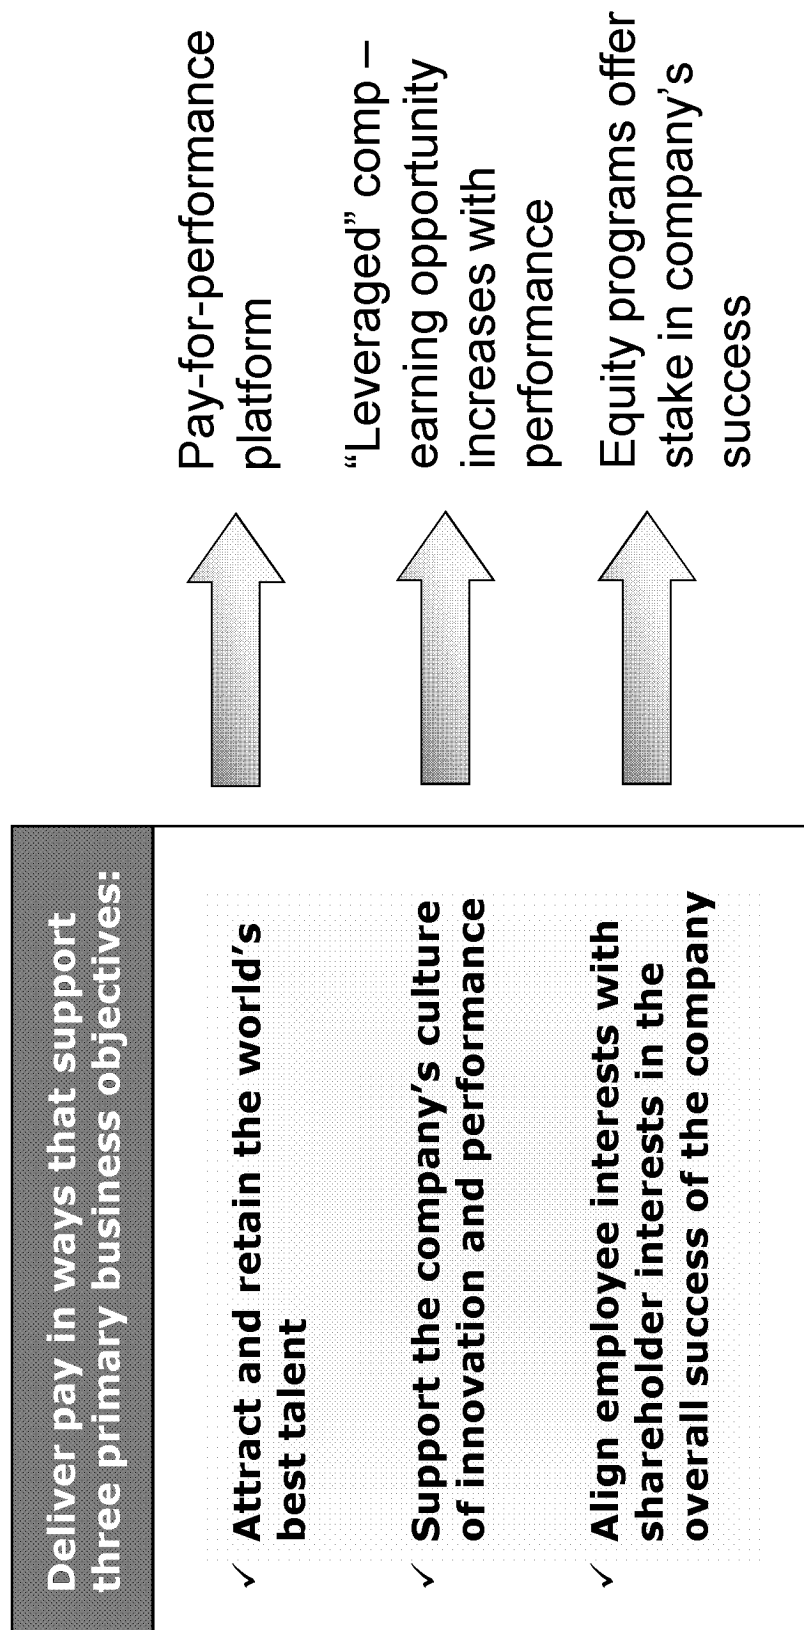 Deliver pay in ways that support
three primary business objectives:
✓ Attract and retain the world’s
best talent
✓ Support the company’s culture
of innovation and performance
✓ Align employee interests with
shareholder interests in the
overall success of the company
Pay-for-performance
platform
“Leveraged” comp –
earning opportunity
increases with
performance
Equity programs offer
stake in company’s
success